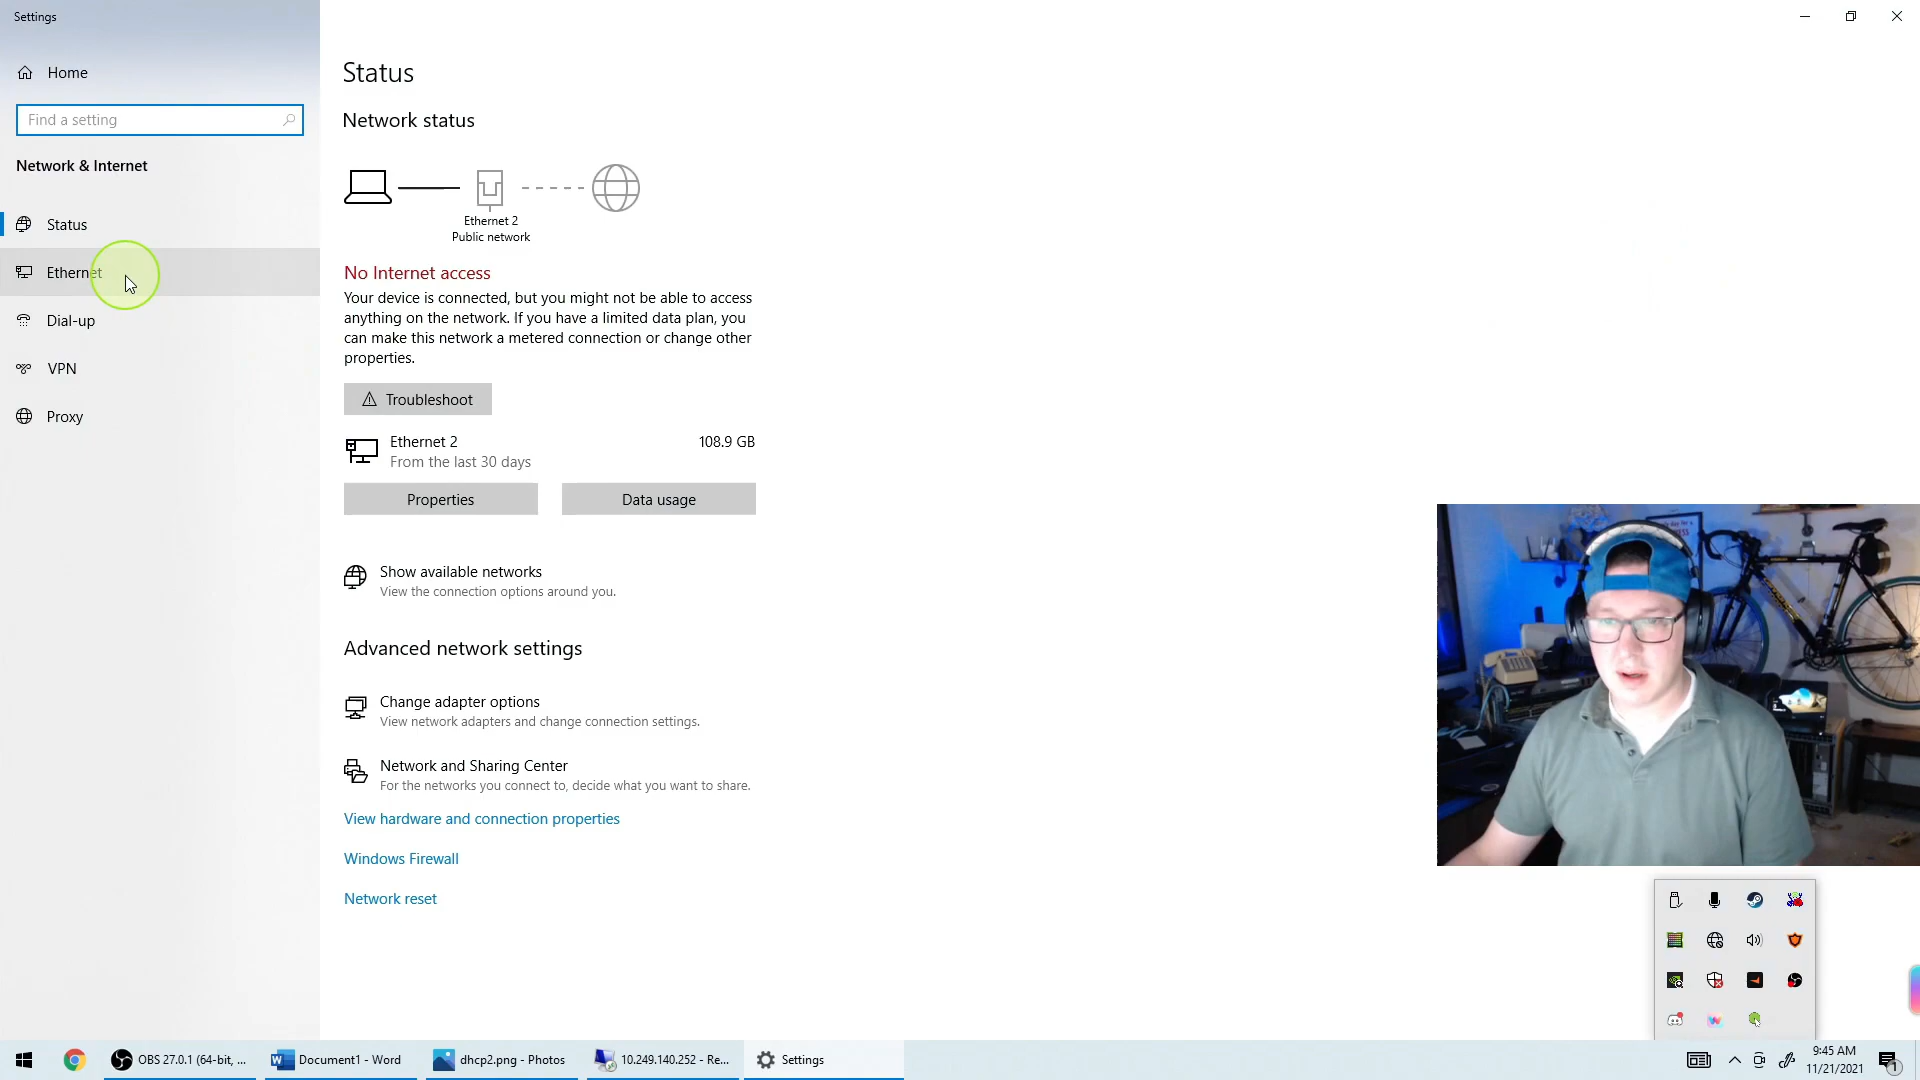 Settings
Home
Find a setting
Network & Internet
Status
Ethernet
Dial-up
VPN
Proxy
Status
Network status
Ethernet 2
Public network
No Internet access
Your device is connected, but you might not be able to access
anything on the network. If you have a limited data plan, you
can make this network a metered connection or change other
properties.
Troubleshoot
Ethernet 2
108.9 GB
From the last 30 days
Properties
Data usage
Show available networks
View the connection options around you.
Advanced network settings
Change adapter options
View network adapters and change connection settings.
Network and Sharing Center
For the networks you connect to, decide what you want to share.
View hardware and connection properties
Windows Firewall
Network reset
OBS 27.0.1 (64-bit, ...
Document1 - Word
dhcp2.png - Photos
10.249.140.252 - Re...
Settings
9:45 AM
11/21/2021
1